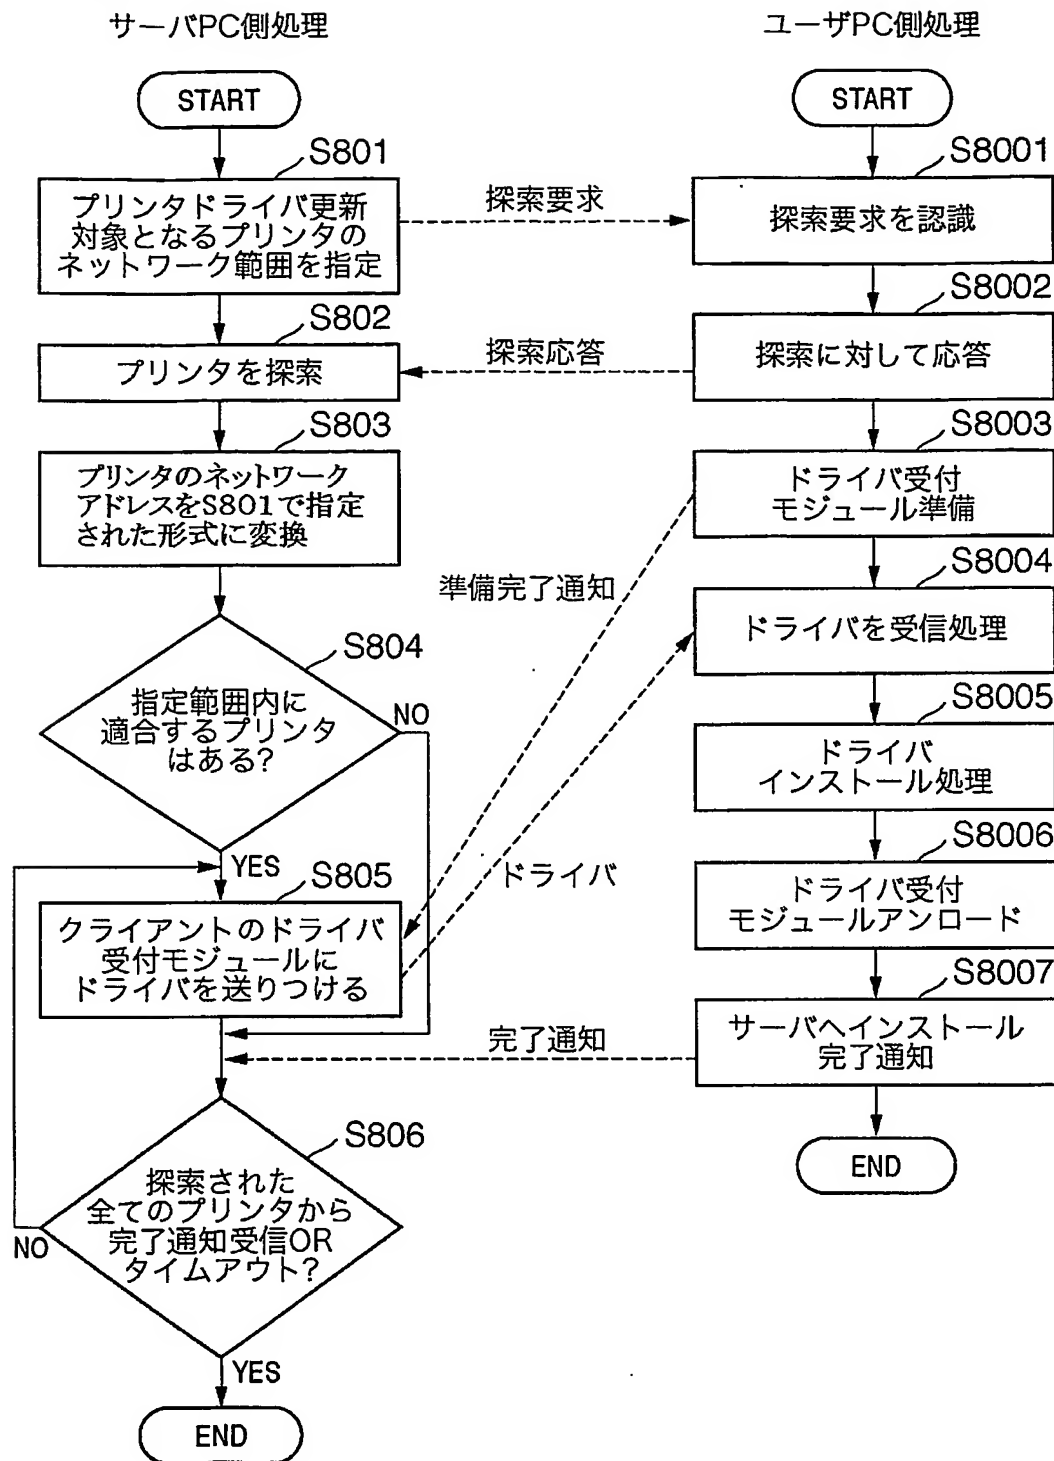 サーバPC側処理
START
S801
プリンタドライバ更新
対象となるプリンタの
ネットワーク範囲を指定
S802
プリンタを探索
S803
プリンタのネットワーク
アドレスをS801で指定
された形式に変換
S804
指定範囲内に
適合するプリンタ
はある?
NO
YES
S805
クライアントのドライバ
受付モジュールに
ドライバを送りつける
S806
探索された
全てのプリンタから
完了通知受信OR
タイムアウト?
NO
YES
END
探索要求
探索応答
準備完了通知
ドライバ
完了通知
ユーザPC側処理
START
S8001
探索要求を認識
S8002
探索に対して応答
S8003
ドライバ受付
モジュール準備
S8004
ドライバを受信処理
S8005
ドライバ
インストール処理
S8006
ドライバ受付
モジュールアンロード
S8007
サーバへインストール
完了通知
END